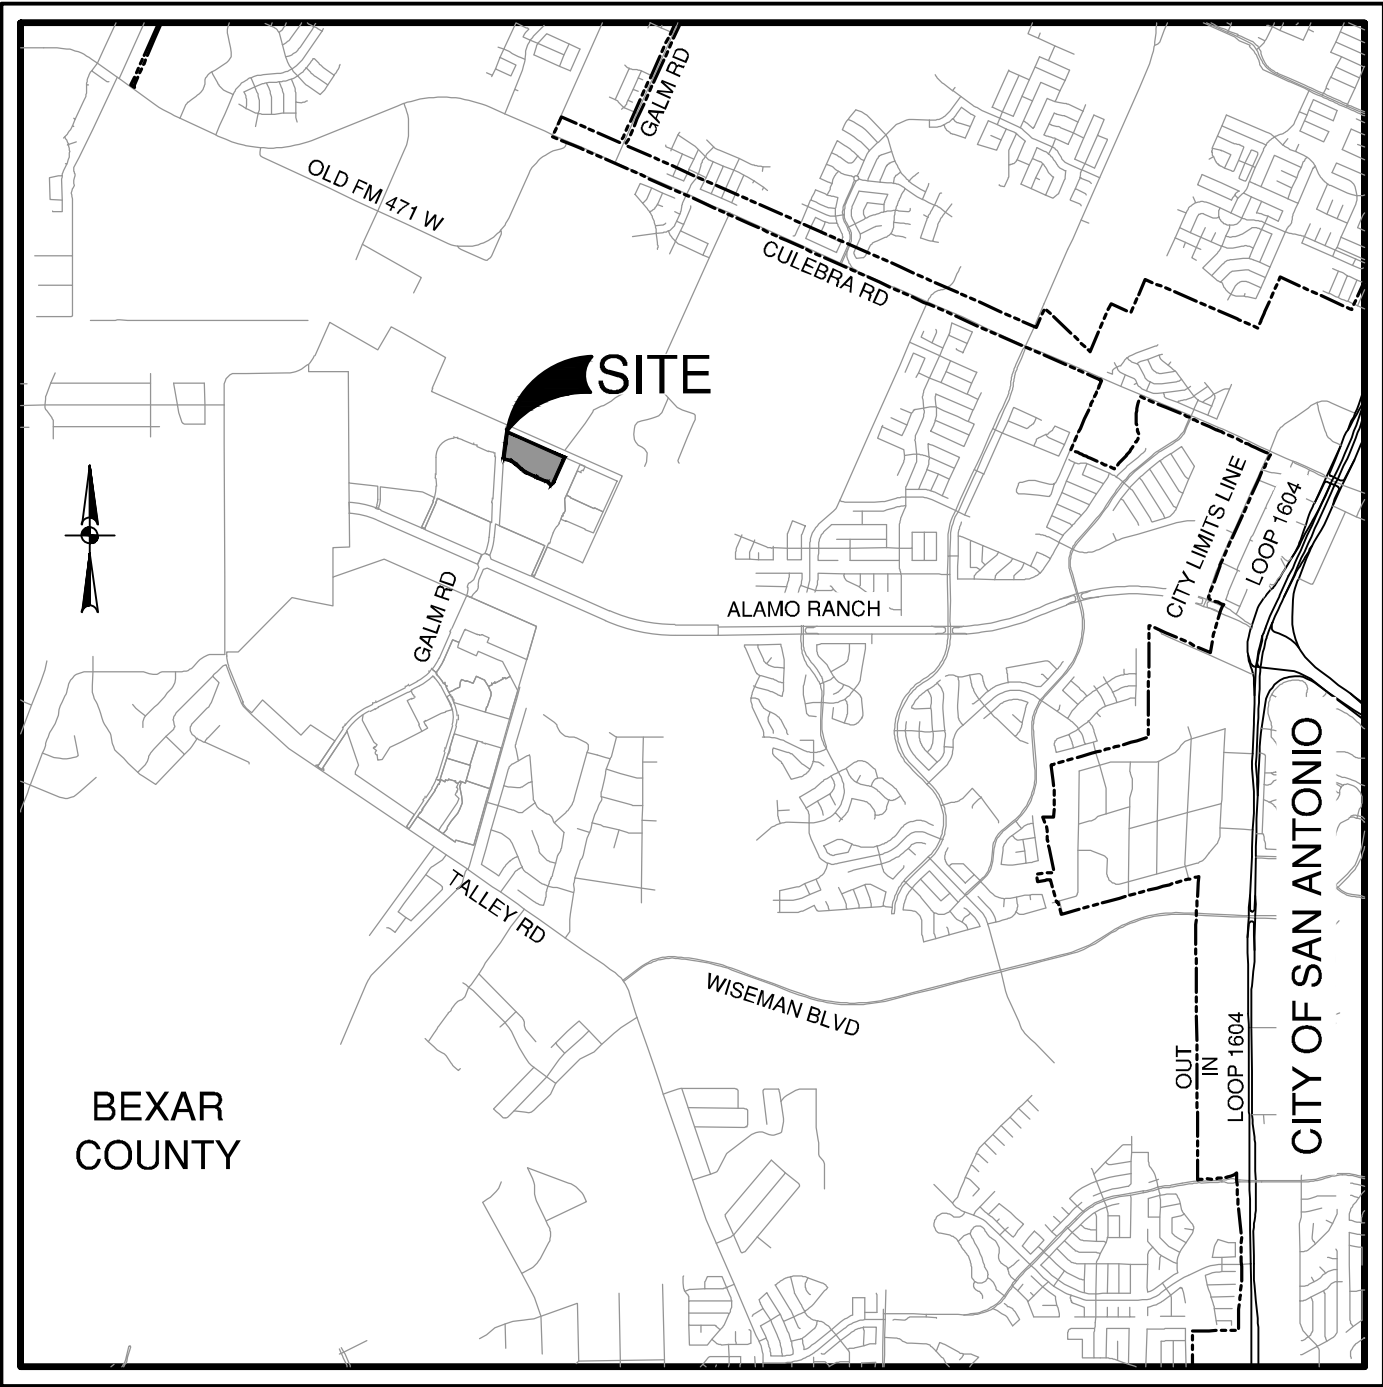 GALM RD
OLD FM 471 W
CULEBRA RD
SITE
CITY LIMITS LINE
LOOP 1604
GALM RD
ALAMO RANCH
CITY OF SAN ANTONIO
TALLEY RD
WISEMAN BLVD
OUT
IN
LOOP 1604
BEXAR
COUNTY